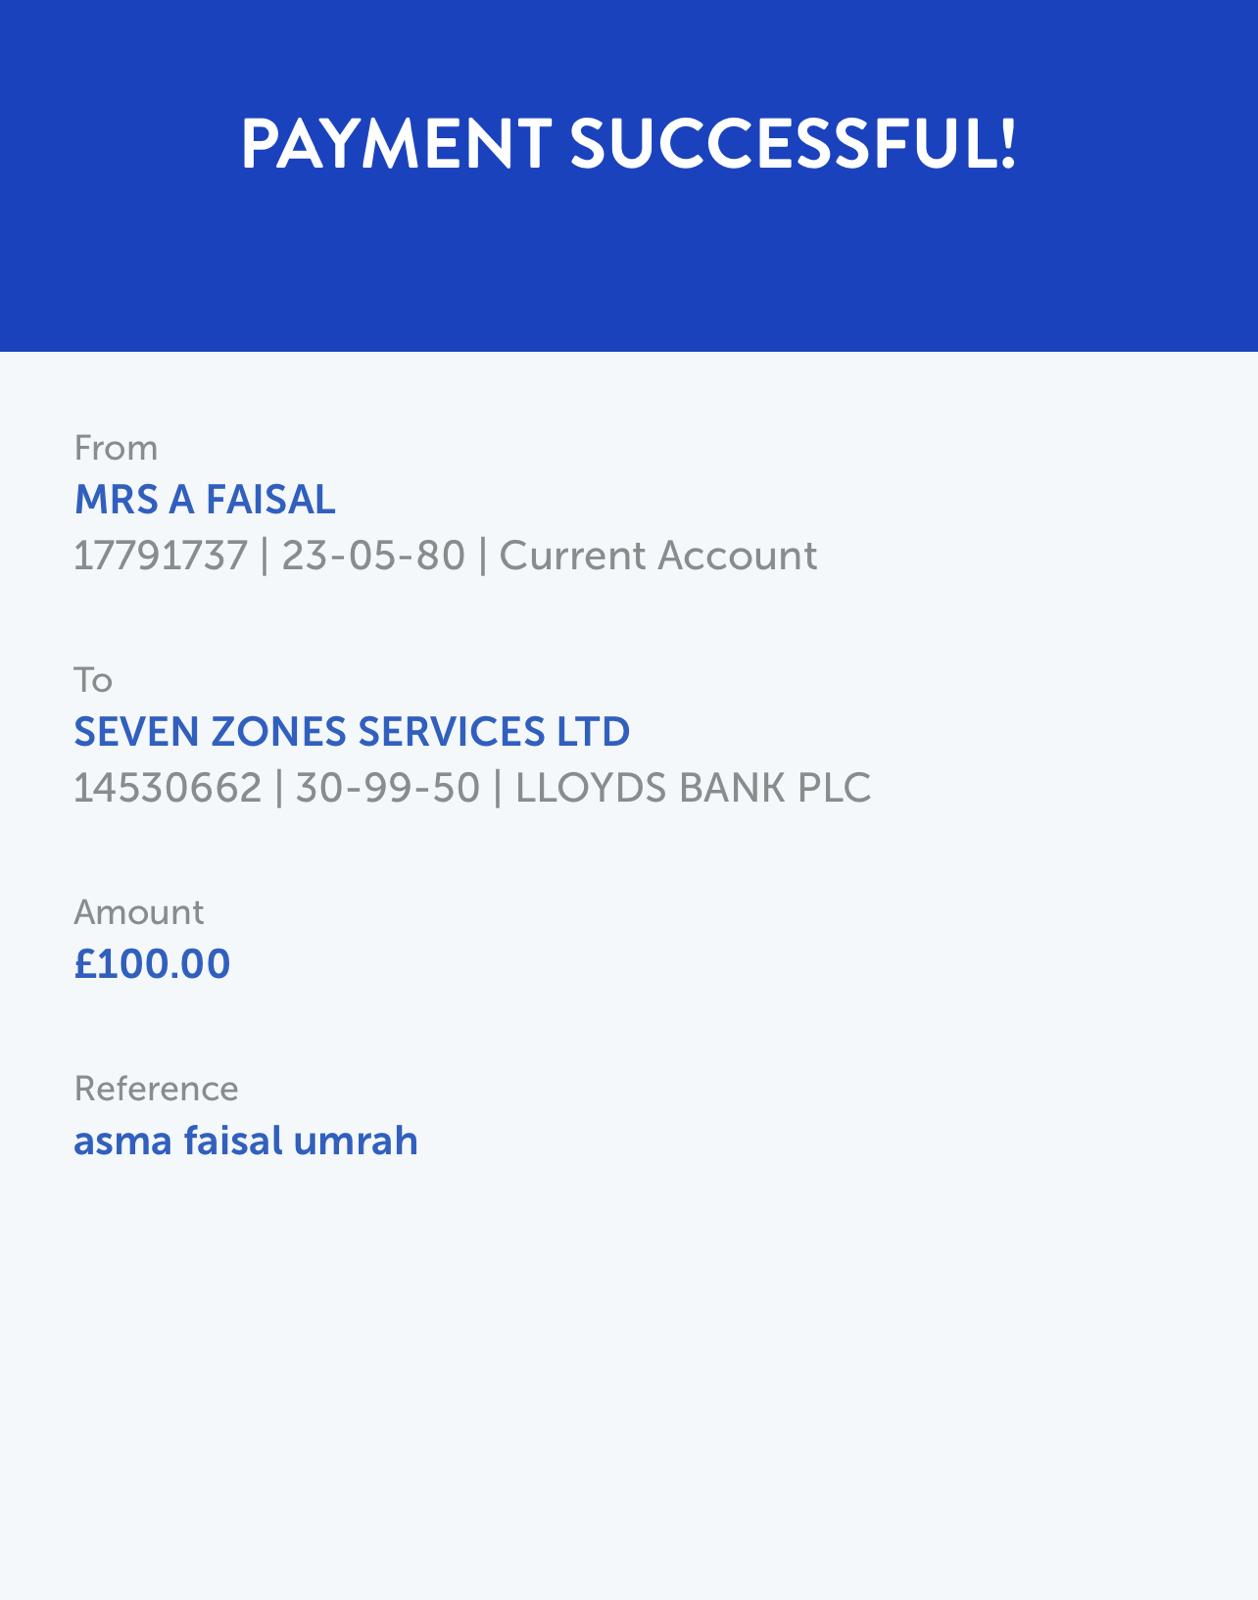 PAYMENT SUCCESSFUL!
From
MRS A FAISAL
17791737 | 23-05-80 | Current Account
To
SEVEN ZONES SERVICES LTD
14530662 | 30-99-50 | LLOYDS BANK PLC
Amount
£100.00
Reference
asma faisal umrah